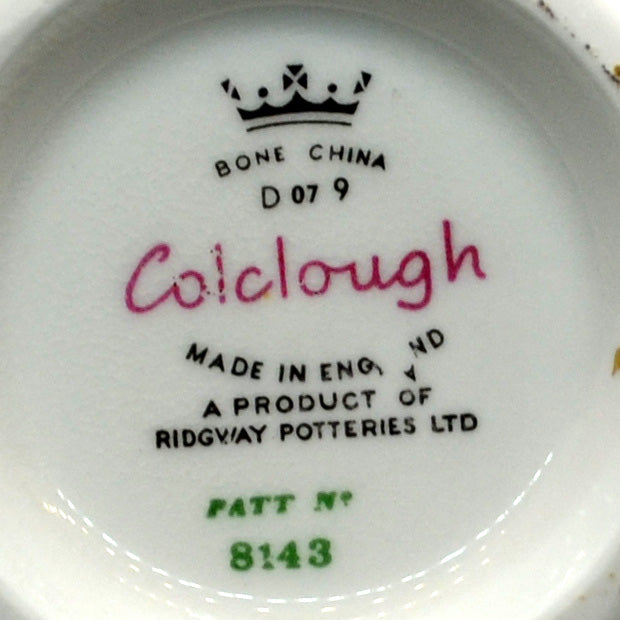 BONE CHINA
D 07 9
Colclough
MADE IN ENGLAND
A PRODUCT OF
RIDGWAY POTTERIES LTD
PATT No
8143